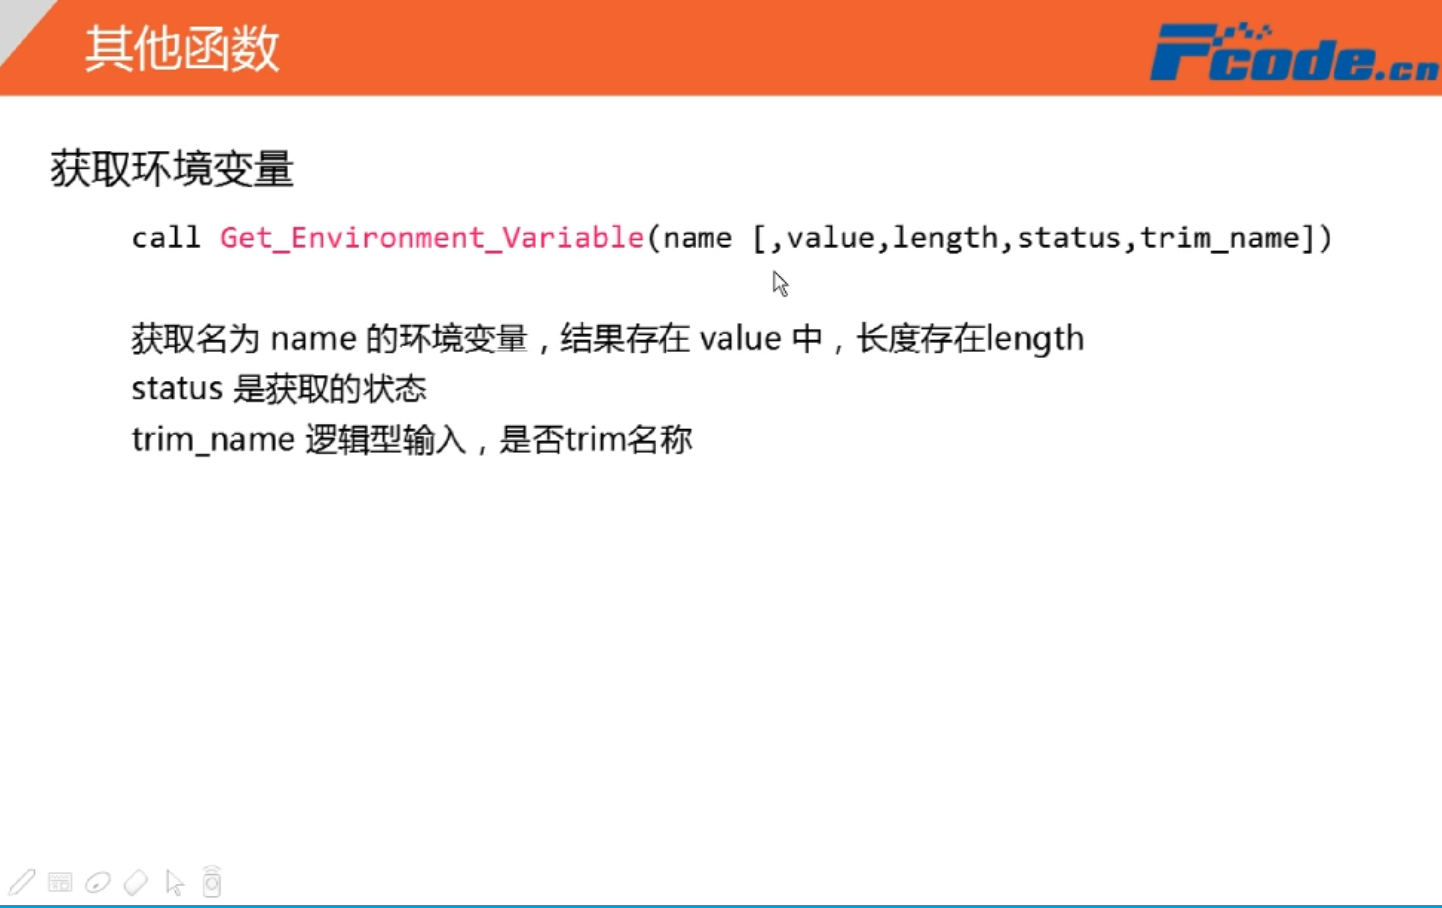 其他函数
Fcode.cn
获取环境变量
call Get_Environment_Variable(name [,value,length,status,trim_name])
获取名为 name 的环境变量，结果存在 value 中，长度存在length
status 是获取的状态
trim_name 逻辑型输入，是否trim名称